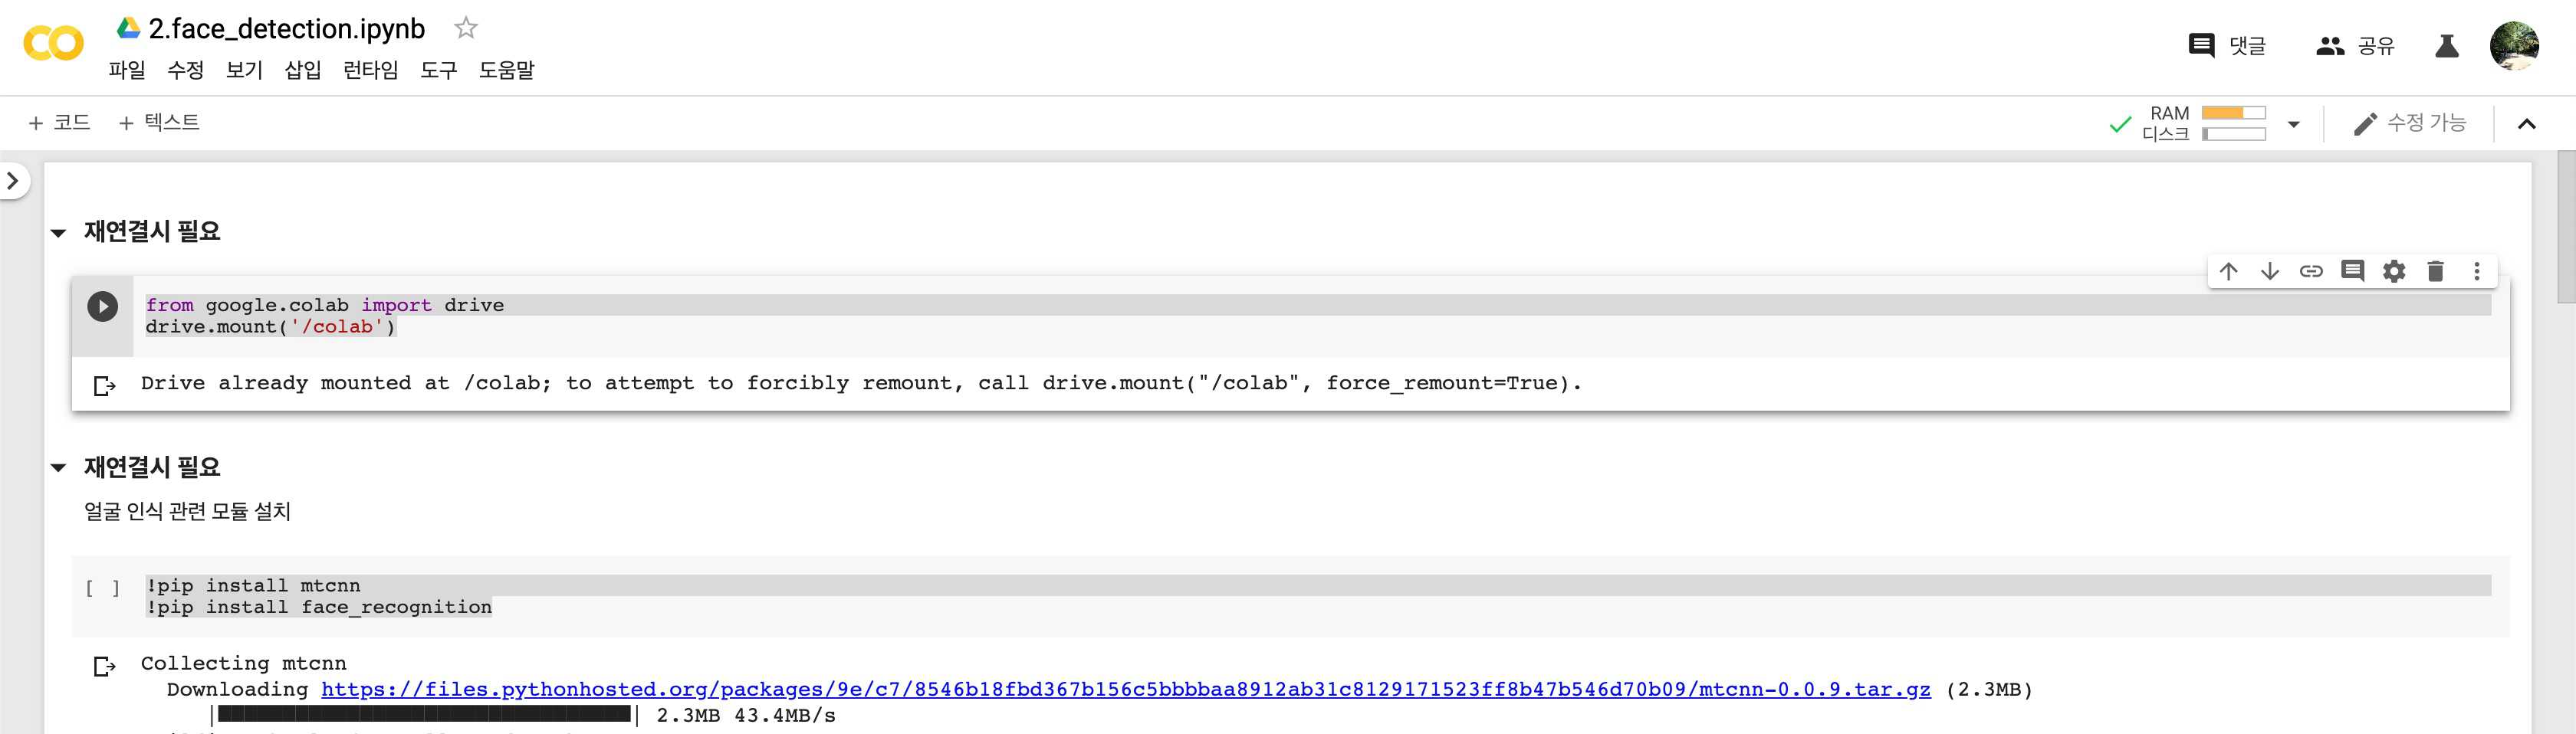 2.face_detection.ipynb
파일 수정 보기 삽입 런타임 도구 도움말
댓글 공유
+ 코드 + 텍스트
RAM
디스크
수정 가능
재연결시 필요
from google.colab import drive
drive.mount('/colab')
Drive already mounted at /colab; to attempt to forcibly remount, call drive.mount("/colab", force_remount=True).
재연결시 필요
얼굴 인식 관련 모듈 설치
[ ] !pip install mtcnn
!pip install face_recognition
Collecting mtcnn
Downloading https://files.pythonhosted.org/packages/9e/c7/8546b18fbd367b156c5bbbbaa8912ab31c8129171523ff8b47b546d70b09/mtcnn-0.0.9.tar.gz (2.3MB)
2.3MB 43.4MB/s